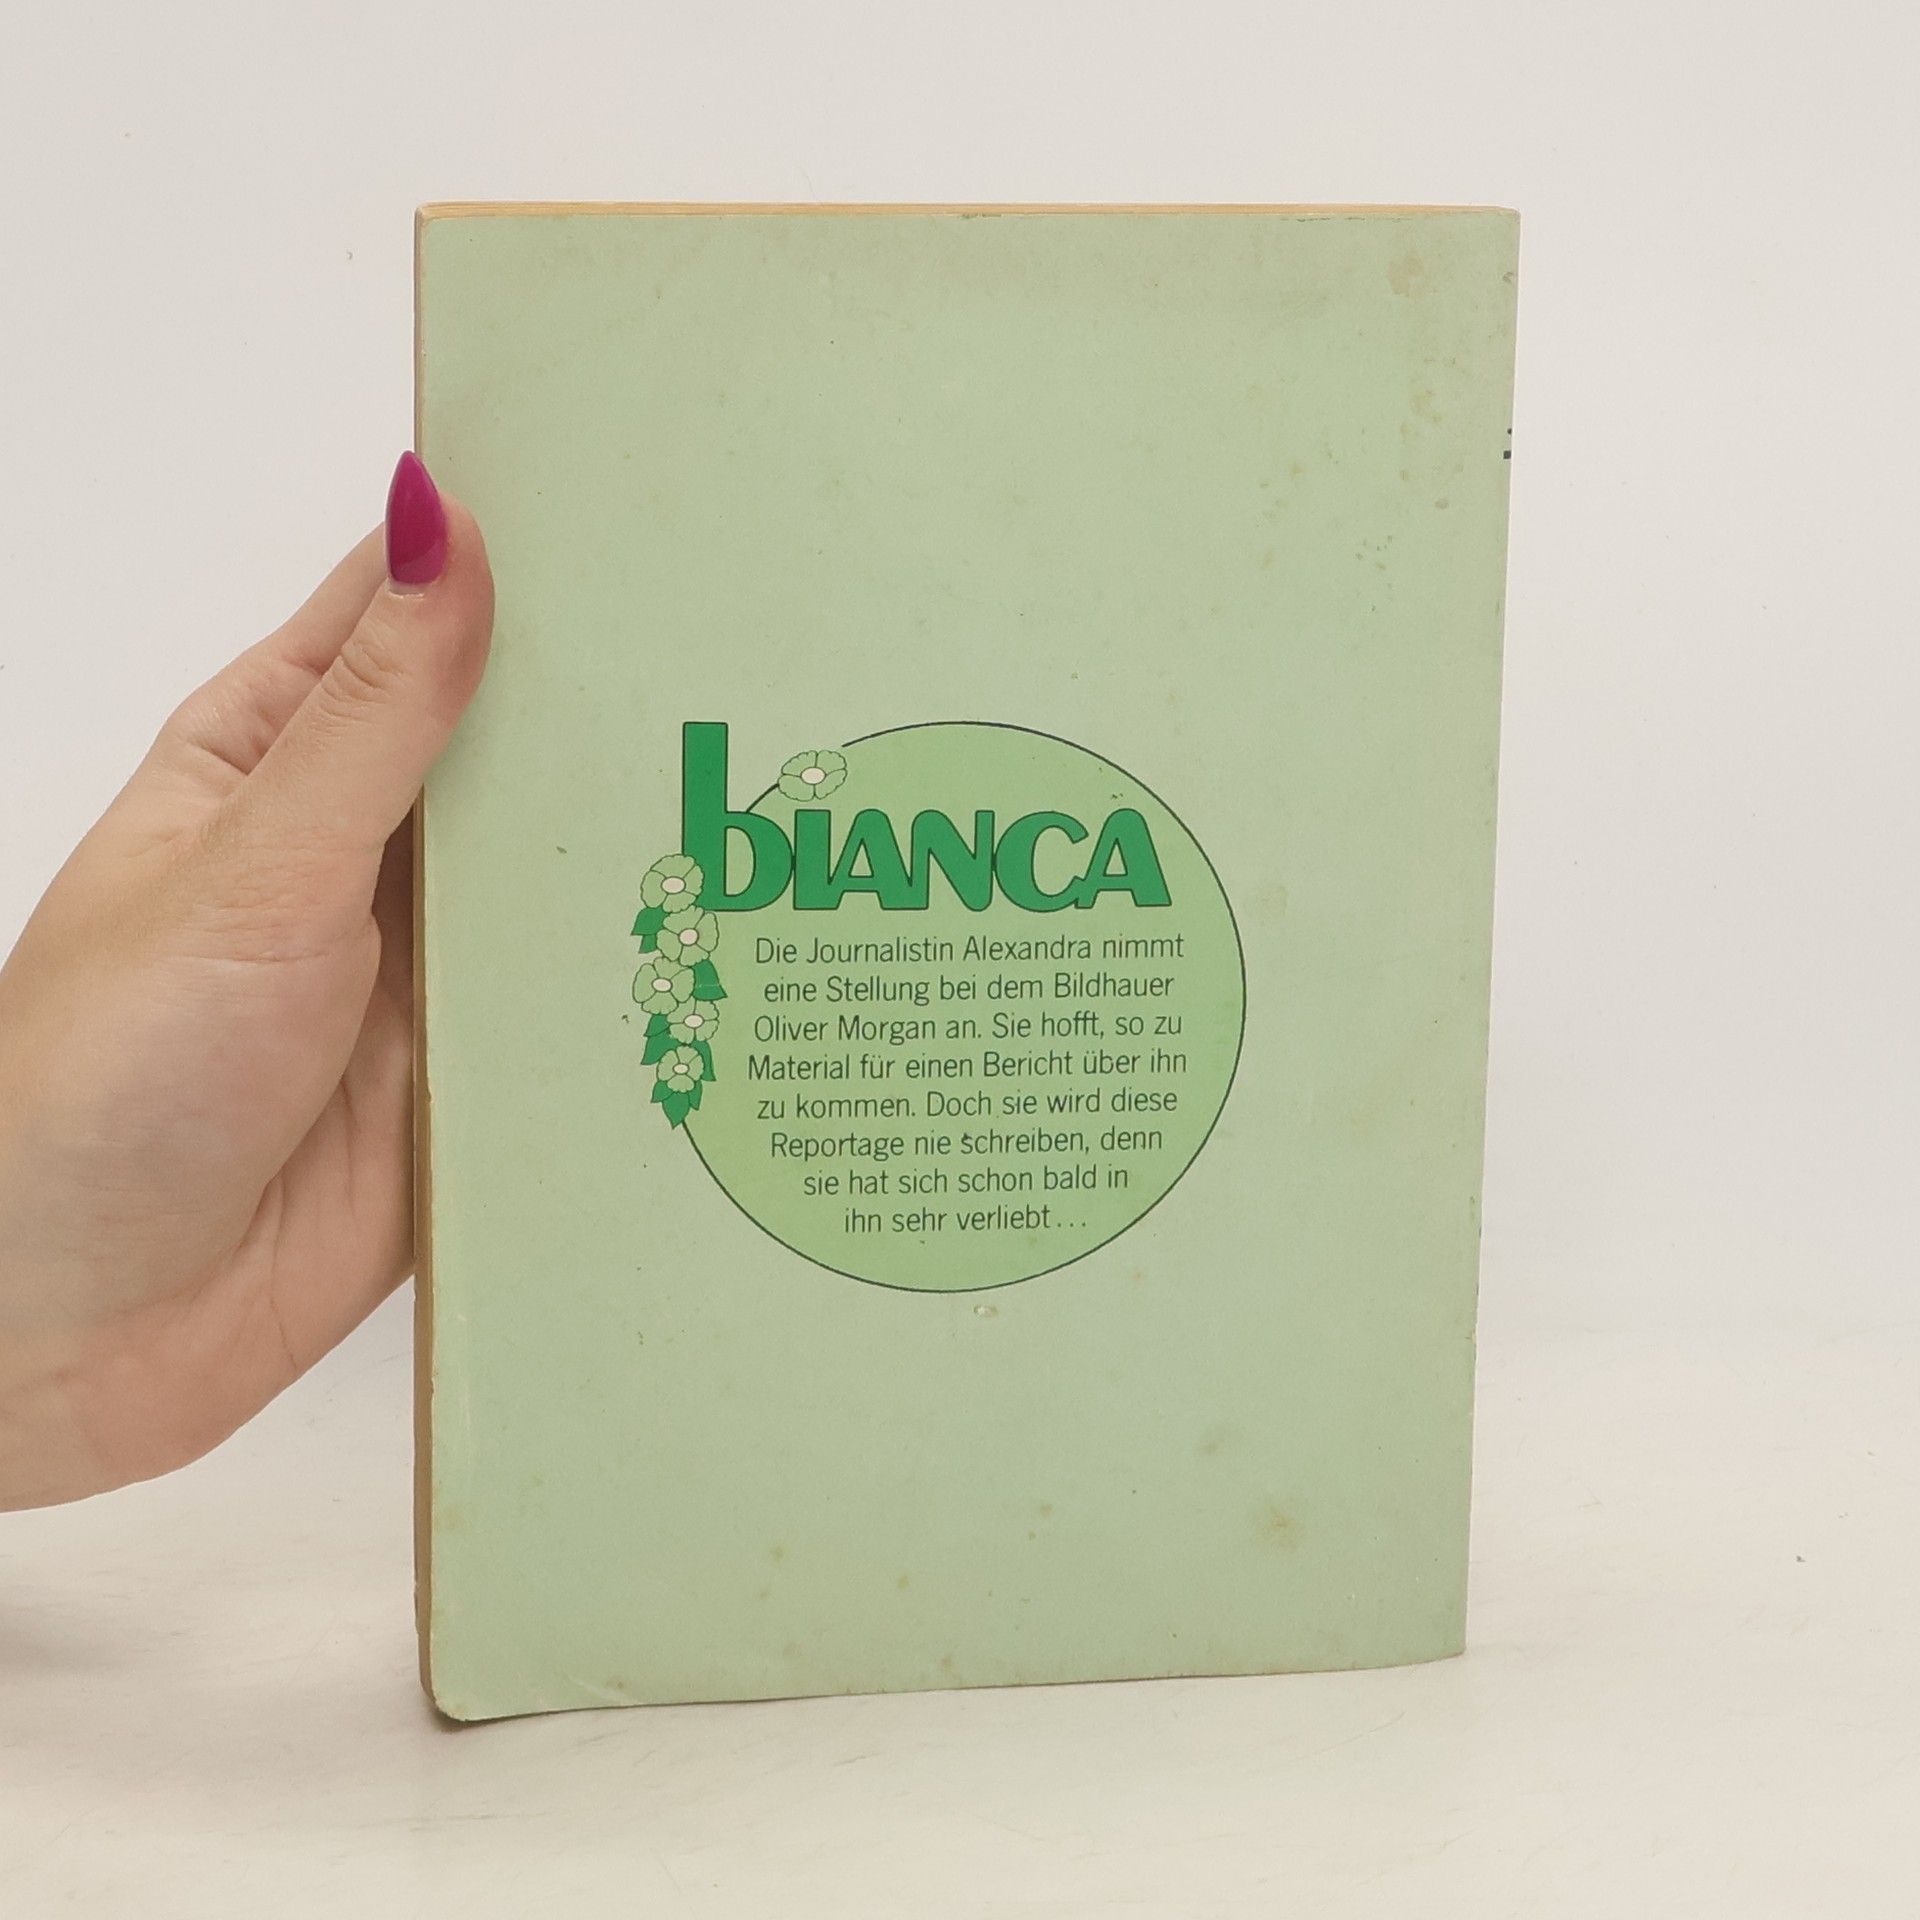 bIANCA
Die Journalistin Alexandra nimmt
eine Stellung bei dem Bildhauer
Oliver Morgan an. Sie hofft, so zu
Material für einen Bericht über ihn
zu kommen. Doch sie wird diese
Reportage nie schreiben, denn
sie hat sich schon bald in
ihn sehr verliebt...